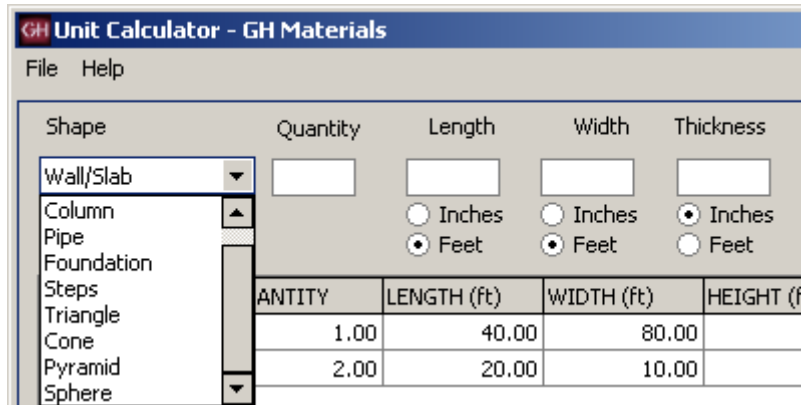 GH Unit Calculator - GH Materials
File Help
Shape Quantity Length Width Thickness
Wall/Slab
Column
Pipe
Foundation
Steps
Triangle
Cone
Pyramid
Sphere
Inches Inches Inches
Feet Feet Feet
ANTITY LENGTH (ft) WIDTH (ft) HEIGHT (f
1.00 40.00 80.00
2.00 20.00 10.00